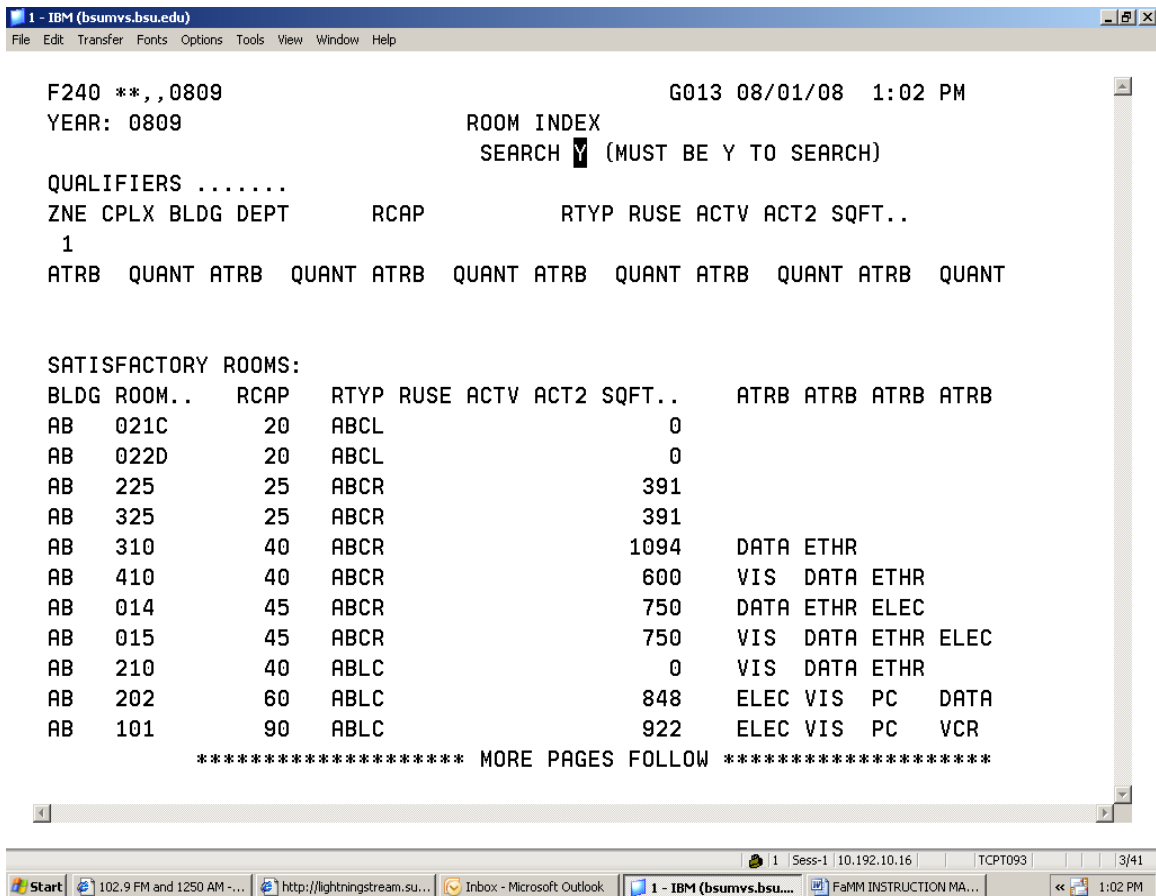 1 - IBM (bsumvs.bsu.edu)
File Edit Transfer Fonts Options Tools View Window Help
F240 **,,0809 G013 08/01/08 1:02 PM
YEAR: 0809 ROOM INDEX
SEARCH Y (MUST BE Y TO SEARCH)
QUALIFIERS .......
ZNE CPLX BLDG DEPT RCAP RTYP RUSE ACTV ACT2 SQFT..
1
ATRB QUANT ATRB QUANT ATRB QUANT ATRB QUANT ATRB QUANT ATRB QUANT
SATISFACTORY ROOMS:
BLDG ROOM.. RCAP RTYP RUSE ACTV ACT2 SQFT.. ATRB ATRB ATRB ATRB
AB 021C 20 ABCL 0
AB 022D 20 ABCL 0
AB 225 25 ABCR 391
AB 325 25 ABCR 391
AB 310 40 ABCR 1094 DATA ETHR
AB 410 40 ABCR 600 VIS DATA ETHR
AB 014 45 ABCR 750 DATA ETHR ELEC
AB 015 45 ABCR 750 VIS DATA ETHR ELEC
AB 210 40 ABLC 0 VIS DATA ETHR
AB 202 60 ABLC 848 ELEC VIS PC DATA
AB 101 90 ABLC 922 ELEC VIS PC VCR
******************** MORE PAGES FOLLOW ********************
1 Sess-1 10.192.10.16 TCPT093 3/41
Start 102.9 FM and 1250 AM -... http://lightningstream.su... Inbox - Microsoft Outlook 1 - IBM (bsumvs.bsu.... FaMM INSTRUCTION MA... « 1:02 PM